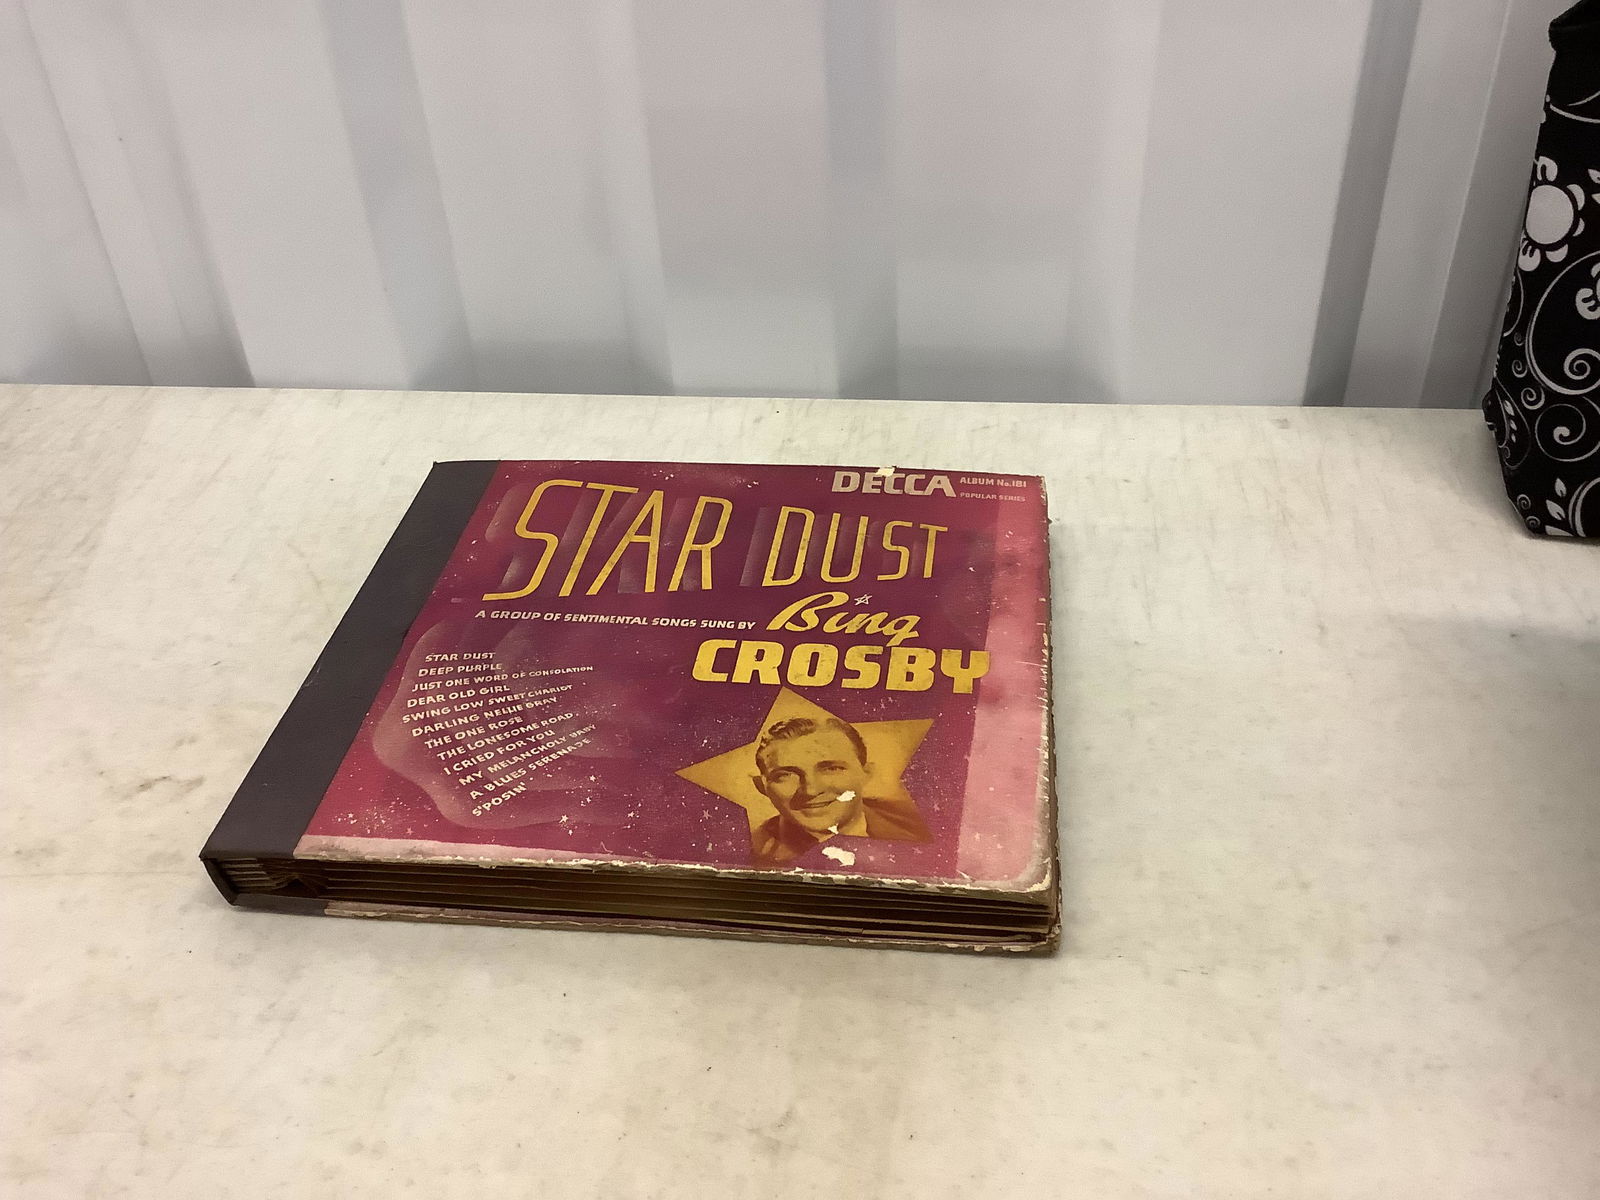 DECCA ALBUM No.181
POPULAR SERIES
STAR DUST
A GROUP OF SENTIMENTAL SONGS SUNG BY Bing
CROSBY
STAR DUST
DEEP PURPLE
JUST ONE WORD OF CONSOLATION
DEAR OLD GIRL
SWING LOW SWEET CHARIOT
DARLING NELLIE GRAY
THE ONE ROSE
THE LONESOME ROAD
I CRIED FOR YOU
MY MELANCHOLY BABY
A BLUES SERENADE
S'POSIN'